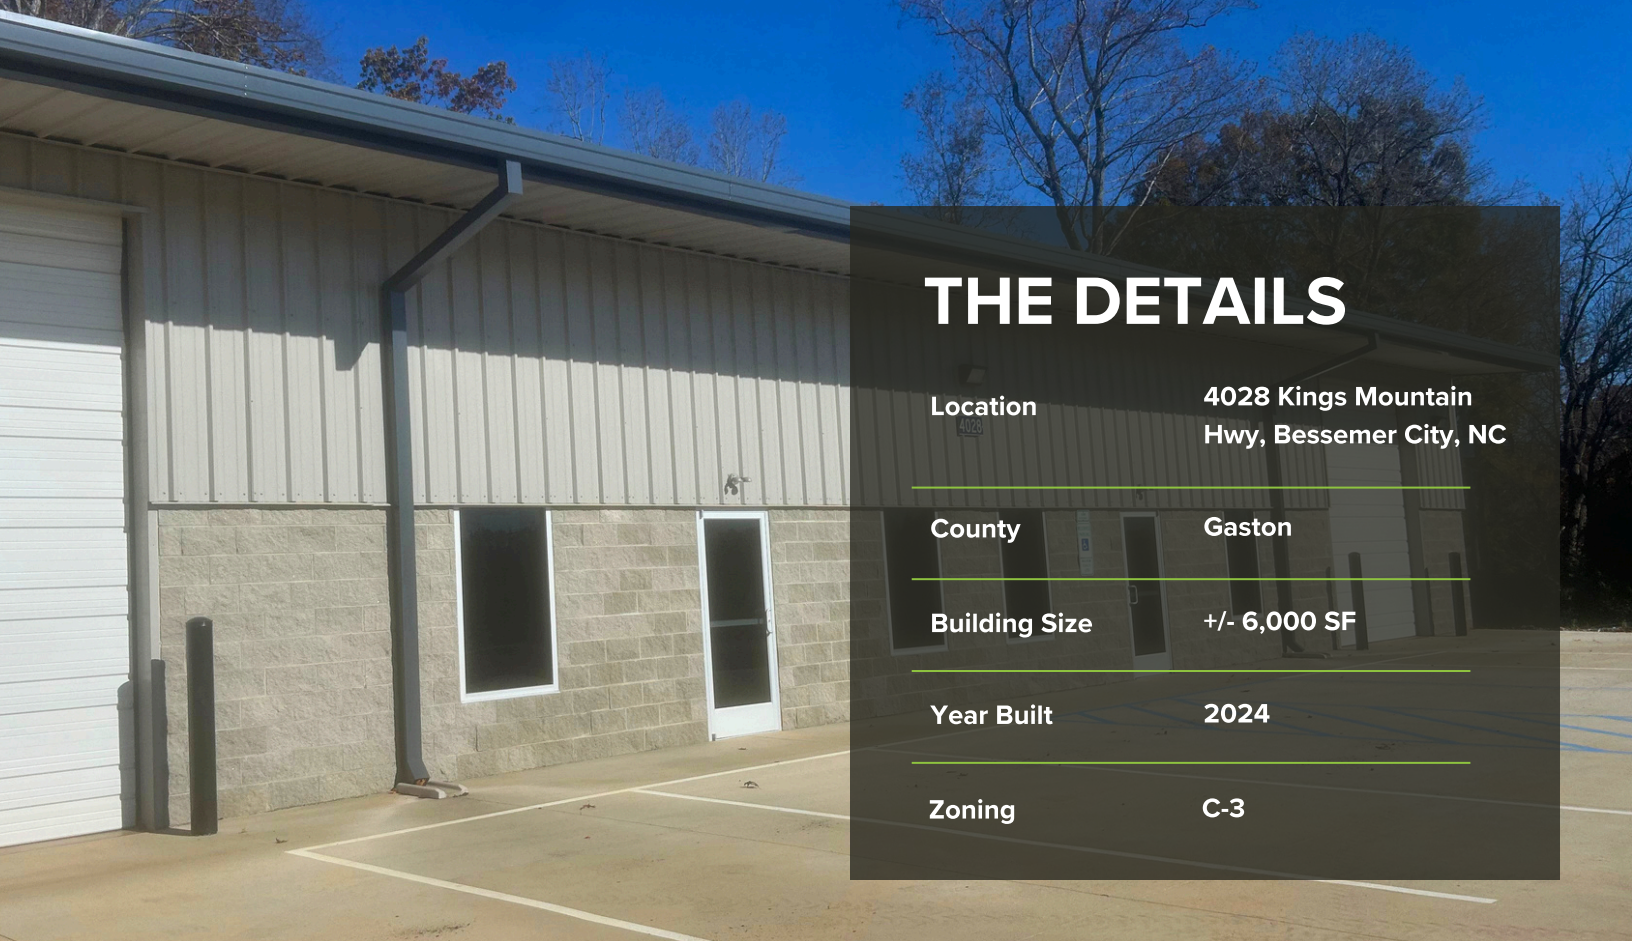 THE DETAILS
Location
4028 Kings Mountain
Hwy, Bessemer City, NC
4028
County
Gaston
Building Size
+/- 6,000 SF
Year Built
2024
Zoning
C-3